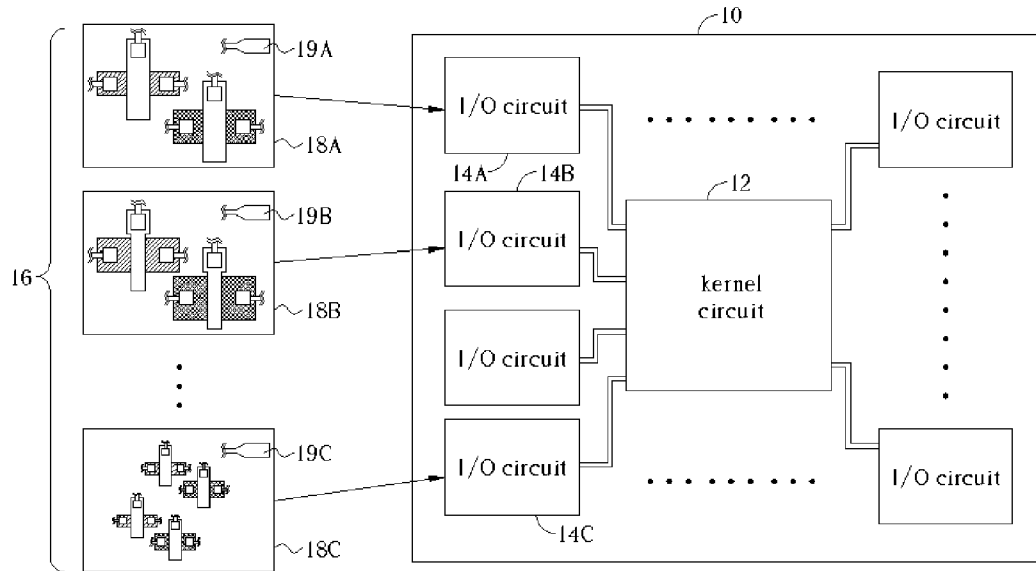 10
16
19A
18A
I/O circuit
14A
I/O circuit
14B
19B
18B
I/O circuit
12
kernel
circuit
I/O circuit
19C
18C
I/O circuit
14C
I/O circuit